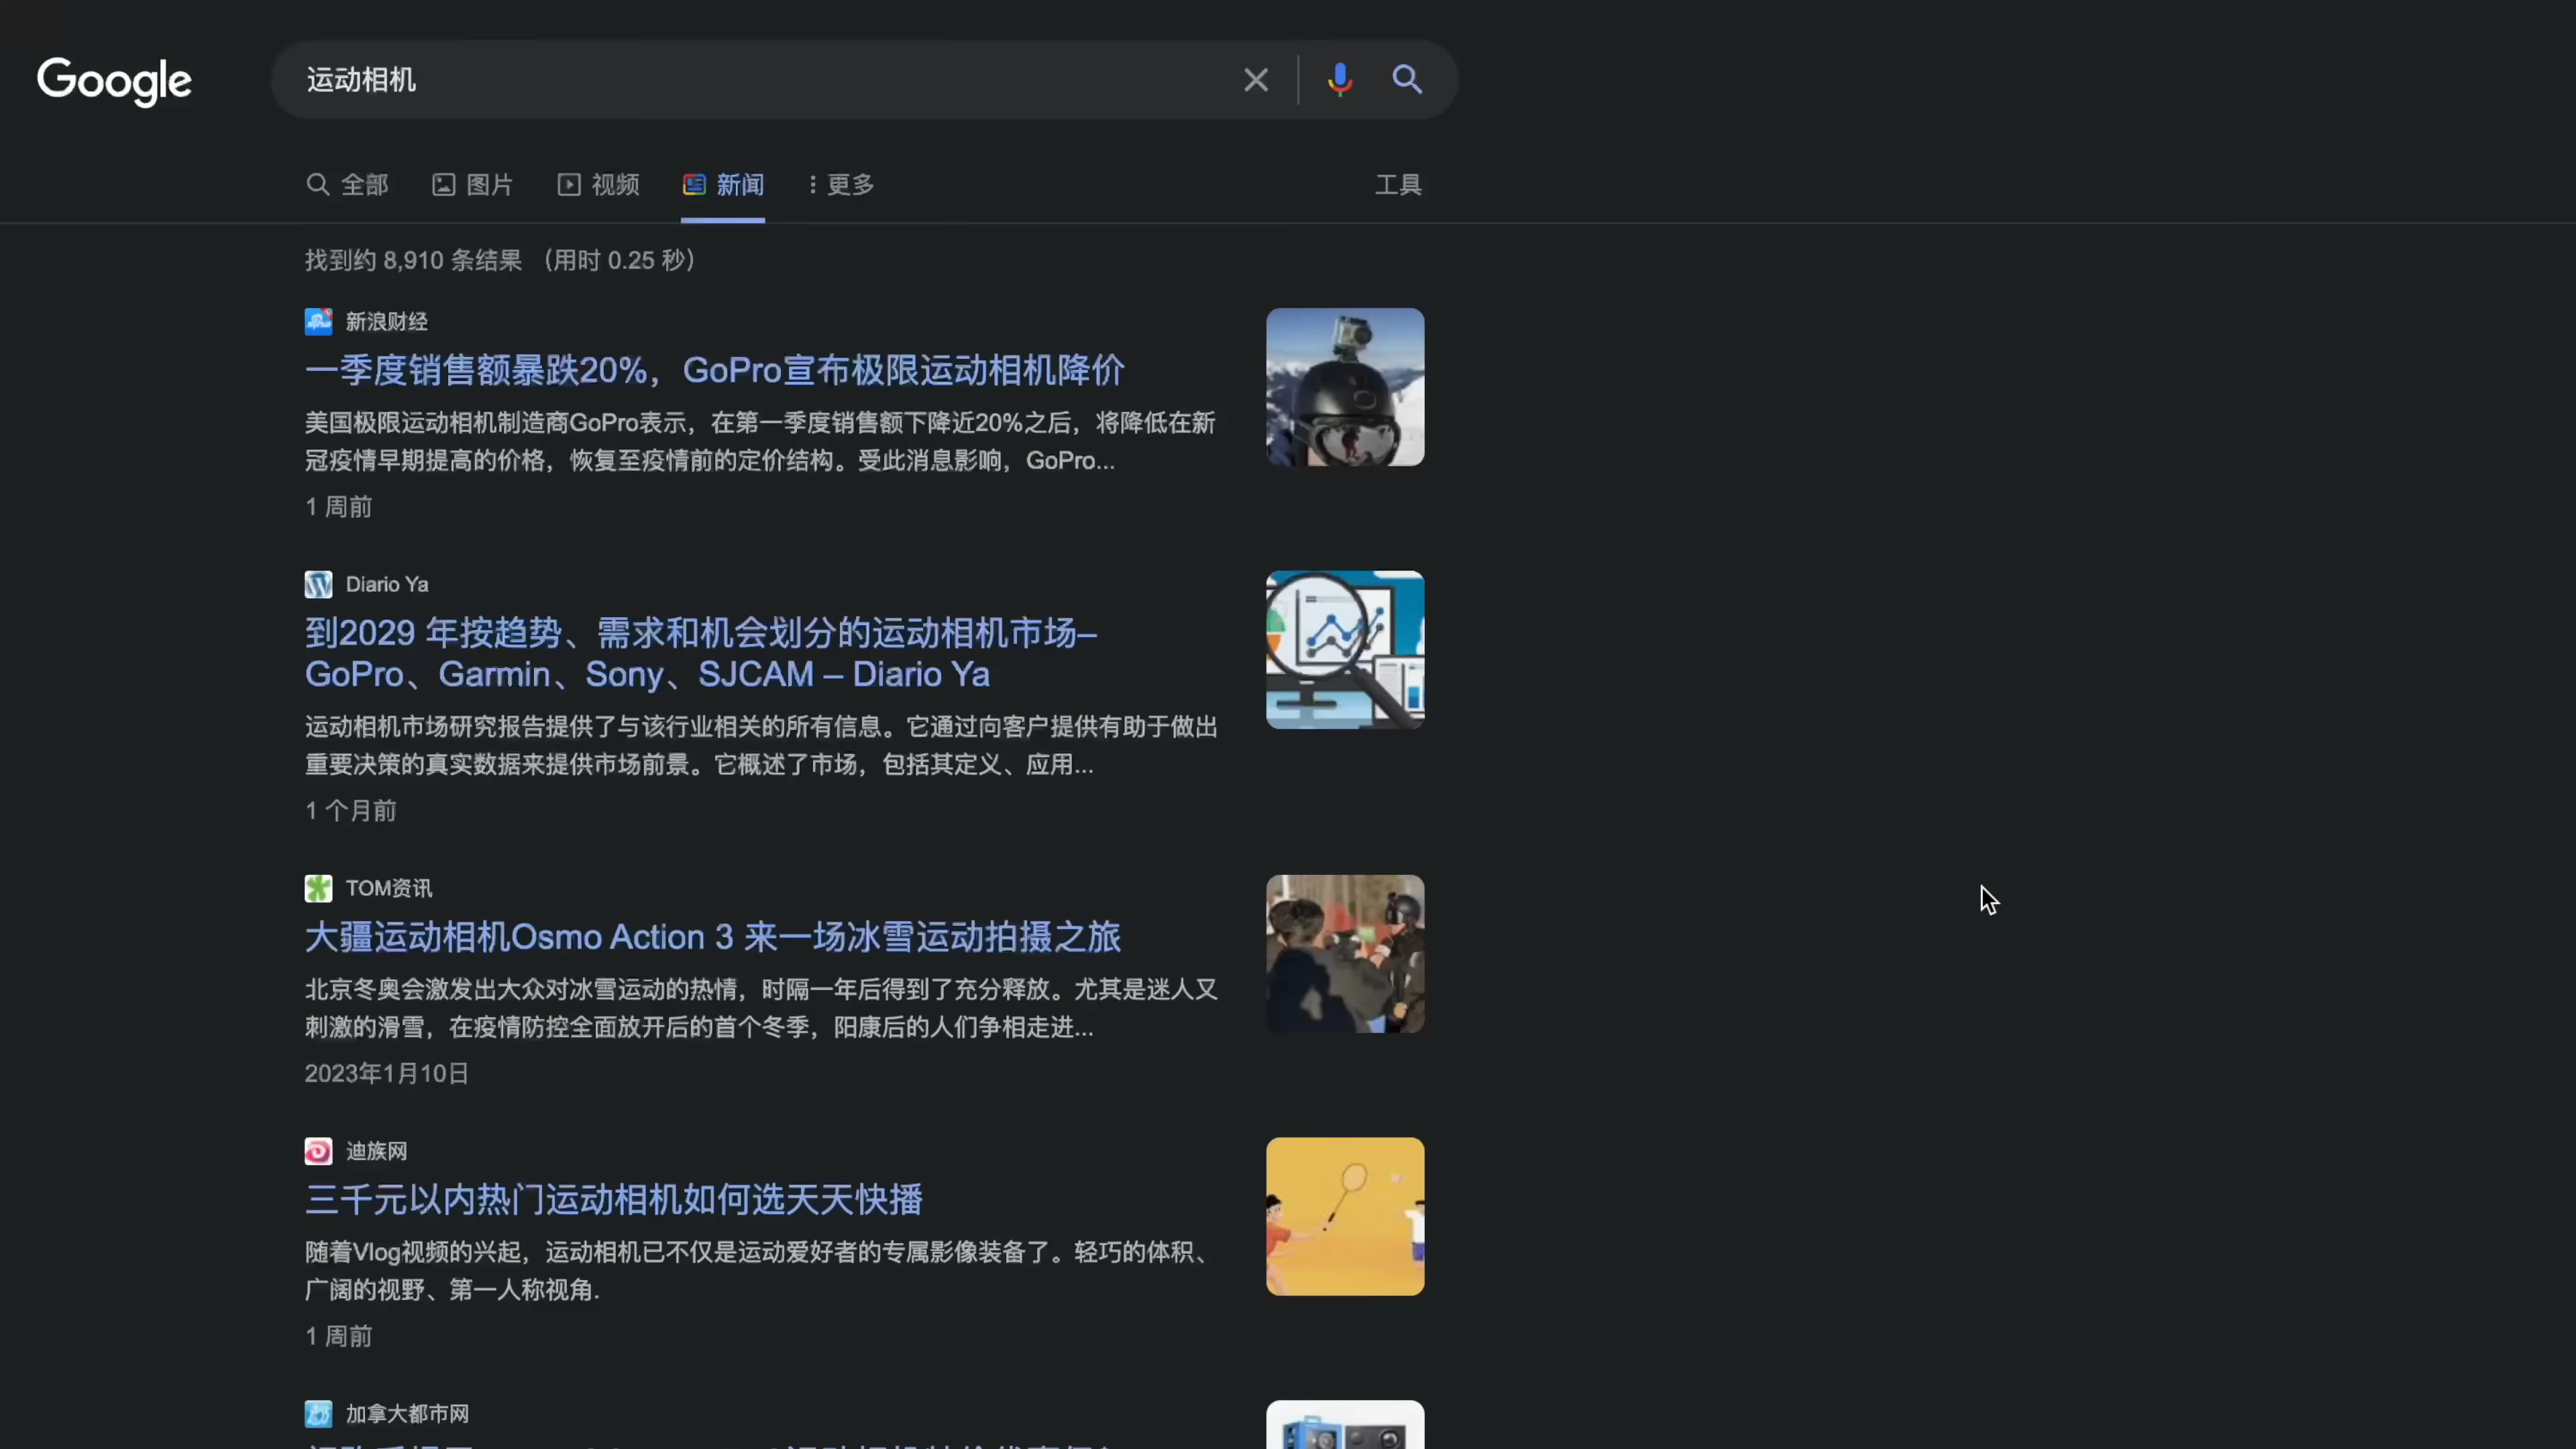 Google
运动相机
全部
图片
视频
新闻
更多
工具
找到约 8,910 条结果 （用时 0.25 秒）
新浪财经
一季度销售额暴跌20%，GoPro宣布极限运动相机降价
美国极限运动相机制造商GoPro表示，在第一季度销售额下降近20%之后，将降低在新
冠疫情早期提高的价格，恢复至疫情前的定价结构。受此消息影响，GoPro...
1 周前
Diario Ya
到2029 年按趋势、需求和机会划分的运动相机市场–
GoPro、Garmin、Sony、SJCAM – Diario Ya
运动相机市场研究报告提供了与该行业相关的所有信息。它通过向客户提供有助于做出
重要决策的真实数据来提供市场前景。它概述了市场，包括其定义、应用...
1 个月前
TOM资讯
大疆运动相机Osmo Action 3 来一场冰雪运动拍摄之旅
北京冬奥会激发出大众对冰雪运动的热情，时隔一年后得到了充分释放。尤其是迷人又
刺激的滑雪，在疫情防控全面放开后的首个冬季，阳康后的人们争相走进...
2023年1月10日
迪族网
三千元以内热门运动相机如何选天天快播
随着Vlog视频的兴起，运动相机已不仅是运动爱好者的专属影像装备了。轻巧的体积、
广阔的视野、第一人称视角.
1 周前
加拿大都市网